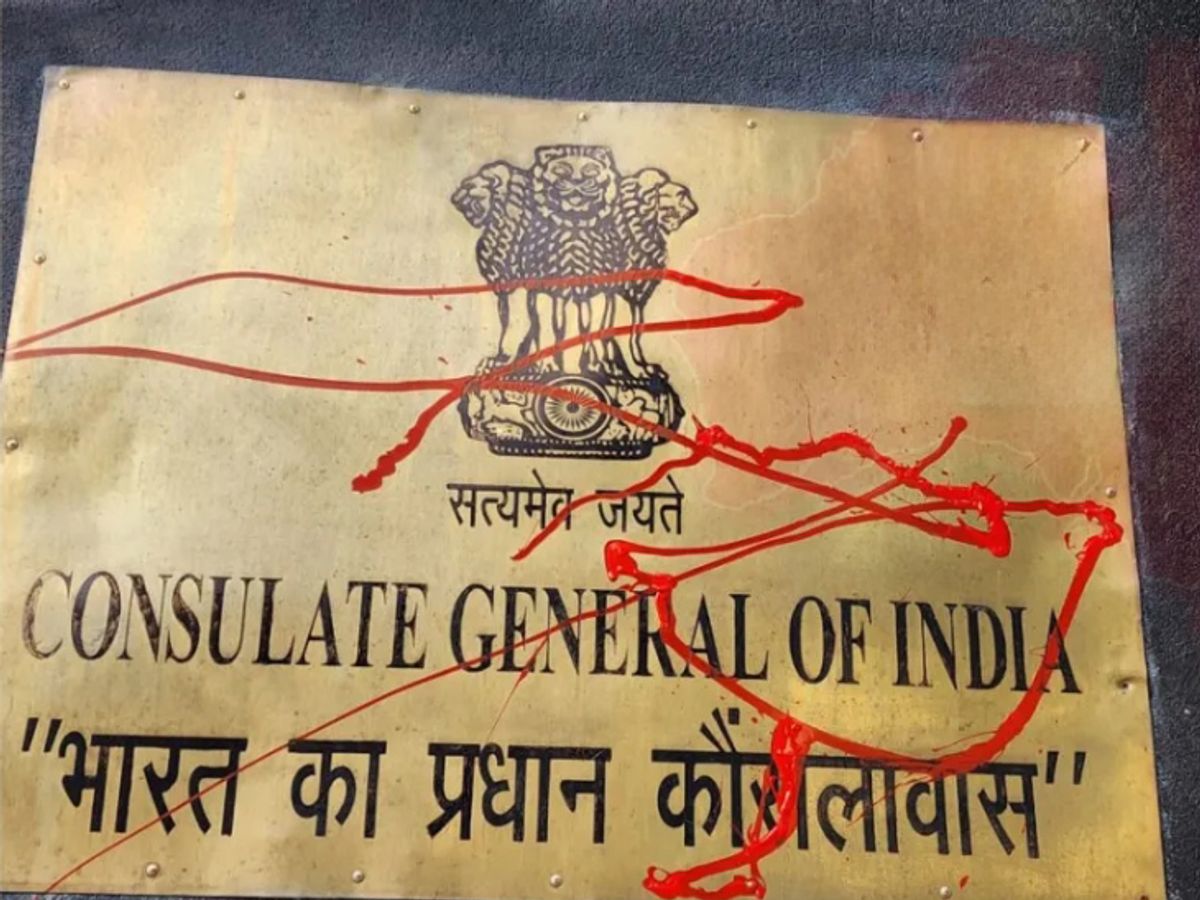 सत्यमेव जयते
CONSULATE GENERAL OF INDIA
"भारत का प्रधान कौंसलावास"